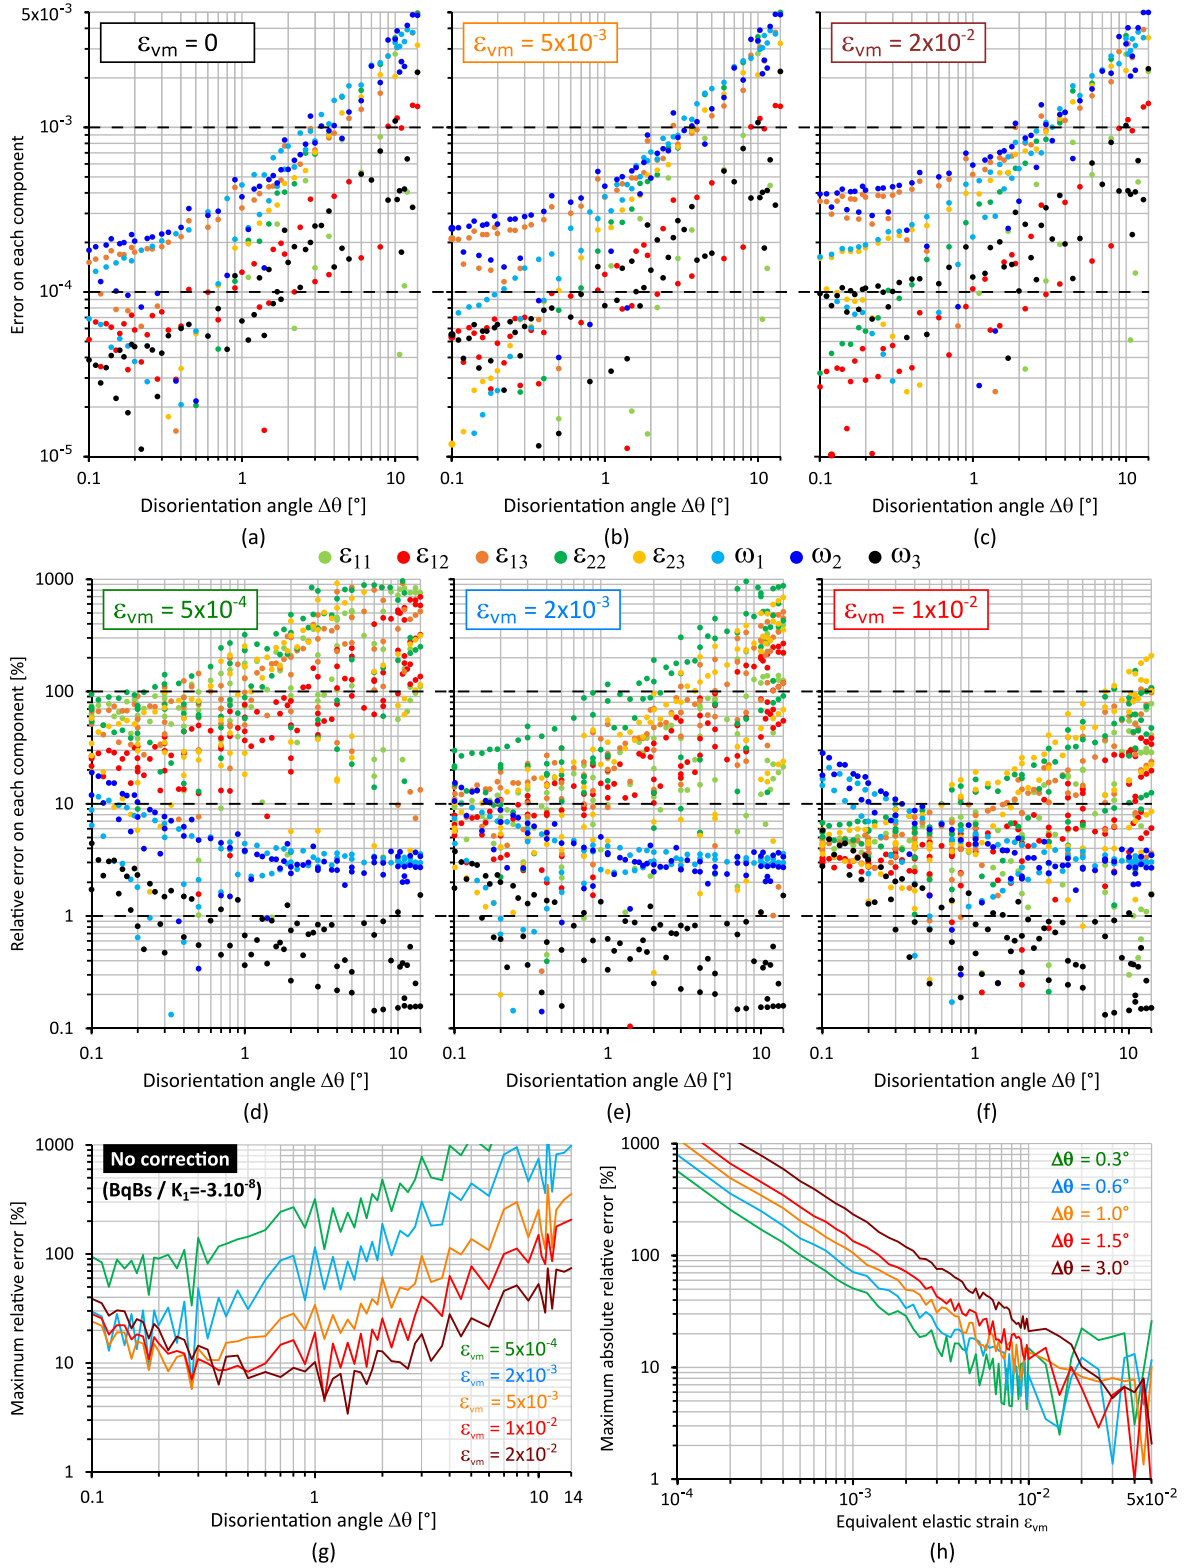 5x10⁻³
10⁻³
10⁻⁴
10⁻⁵
Error on each component
εvm = 0
εvm = 5x10⁻³
εvm = 2x10⁻²
0.1 1 10
0.1 1 10
0.1 1 10
Disorientation angle Δθ [°]
Disorientation angle Δθ [°]
Disorientation angle Δθ [°]
(a)
(b)
(c)
ε₁₁ ε₁₂ ε₁₃ ε₂₂ ε₂₃ ω₁ ω₂ ω₃
1000
100
10
1
0.1
Relative error on each component [%]
εvm = 5x10⁻⁴
εvm = 2x10⁻³
εvm = 1x10⁻²
0.1 1 10
0.1 1 10
0.1 1 10
Disorientation angle Δθ [°]
Disorientation angle Δθ [°]
Disorientation angle Δθ [°]
(d)
(e)
(f)
1000
100
10
1
Maximum relative error [%]
No correction
(BqBs / K₁=-3.10⁻⁸)
εvm = 5x10⁻⁴
εvm = 2x10⁻³
εvm = 5x10⁻³
εvm = 1x10⁻²
εvm = 2x10⁻²
0.1 1 10 14
Disorientation angle Δθ [°]
(g)
1000
100
10
1
Maximum absolute relative error [%]
Δθ = 0.3°
Δθ = 0.6°
Δθ = 1.0°
Δθ = 1.5°
Δθ = 3.0°
10⁻⁴ 10⁻³ 10⁻² 5x10⁻²
Equivalent elastic strain εvm
(h)